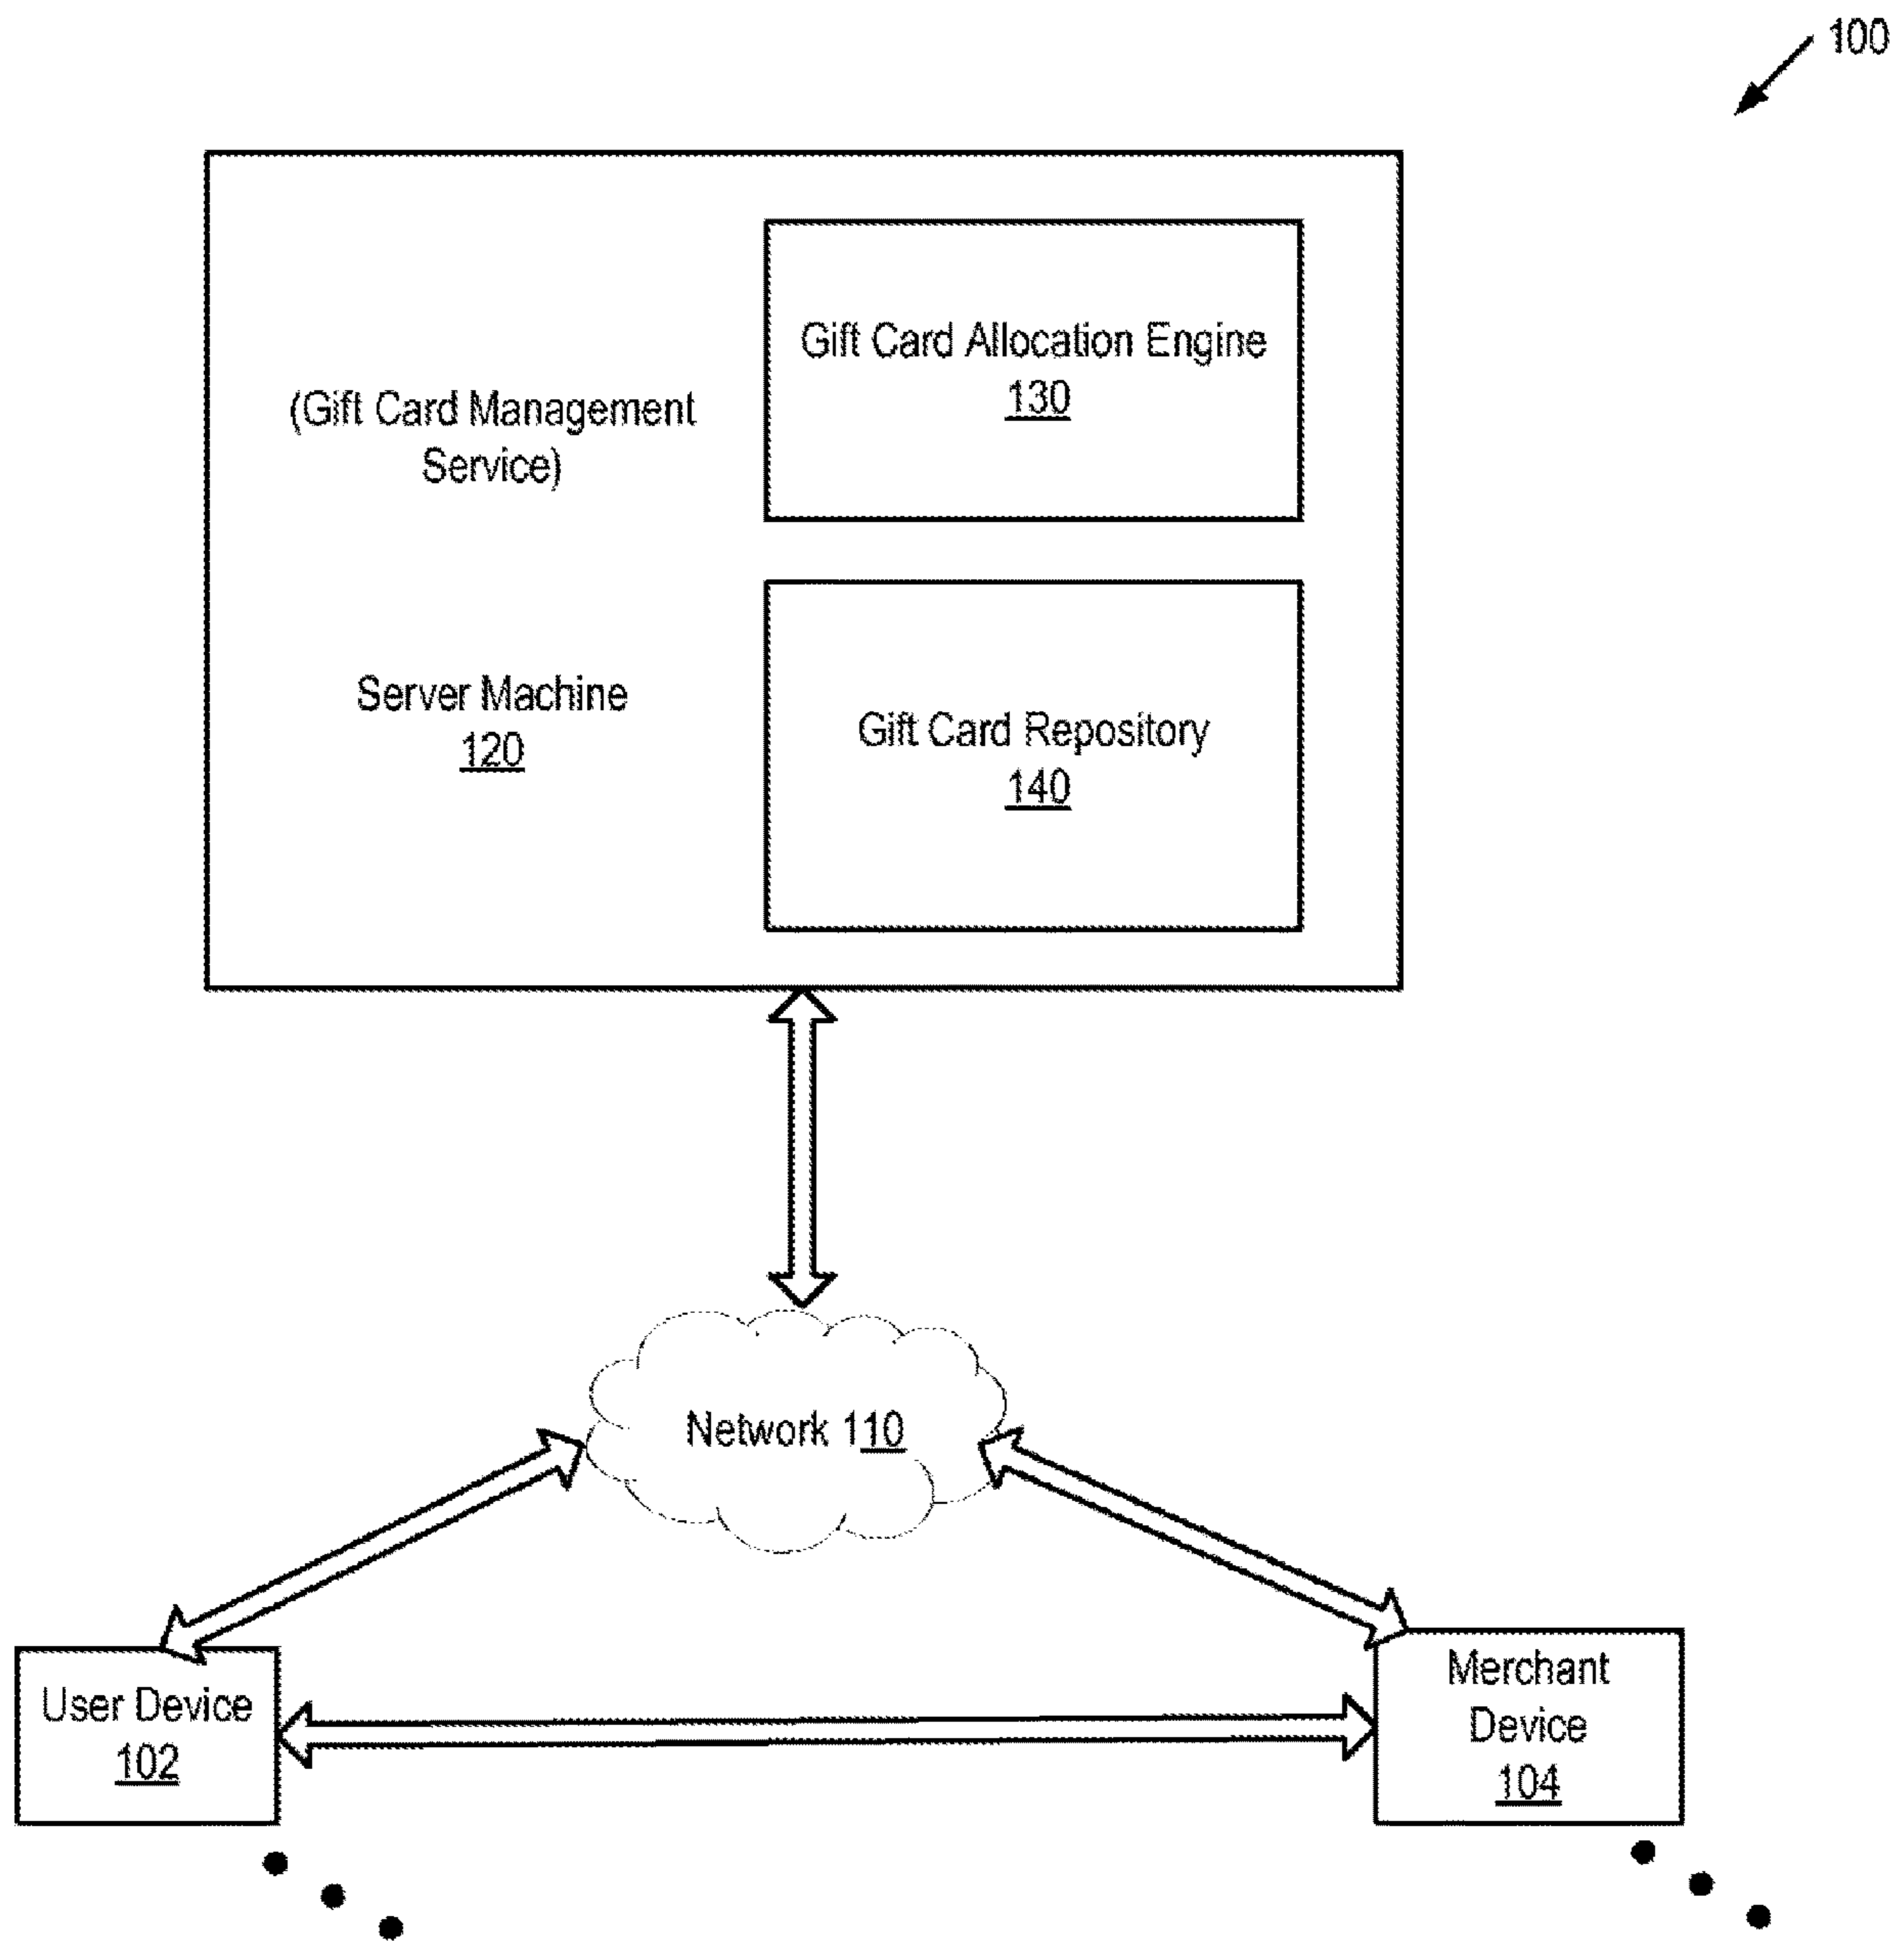 100
Gift Card Allocation Engine
130
(Gift Card Management
Service)
Server Machine
120
Gift Card Repository
140
Network 110
User Device
102
Merchant
Device
104